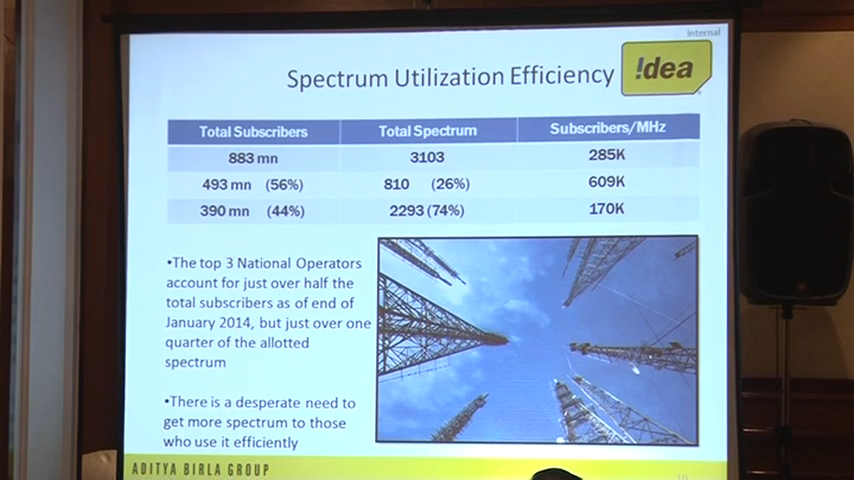 Internal
Spectrum Utilization Efficiency
!dea
Total Subscribers Total Spectrum Subscribers/MHz
883 mn 3103 285K
493 mn (56%) 810 (26%) 609K
390 mn (44%) 2293 (74%) 170K
•The top 3 National Operators
account for just over half the
total subscribers as of end of
January 2014, but just over one
quarter of the allotted
spectrum
•There is a desperate need to
get more spectrum to those
who use it efficiently
ADITYA BIRLA GROUP
10